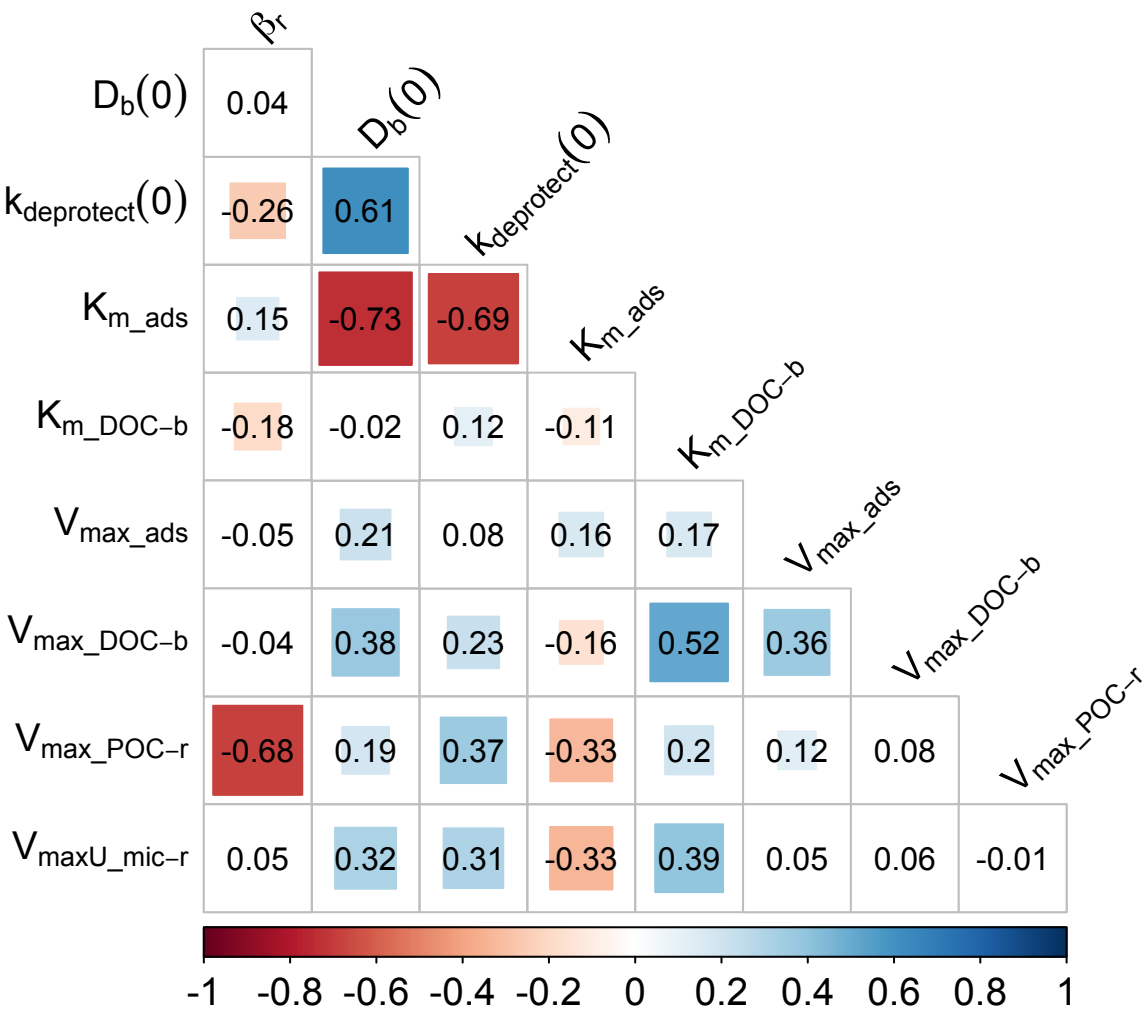 βr
Db(0) 0.04 Db(0)
kdeprotect(0) -0.26 0.61 kdeprotect(0)
Km_ads 0.15 -0.73 -0.69 Km_ads
Km_DOC−b -0.18 -0.02 0.12 -0.11 Km_DOC−b
Vmax_ads -0.05 0.21 0.08 0.16 0.17 Vmax_ads
Vmax_DOC−b -0.04 0.38 0.23 -0.16 0.52 0.36 Vmax_DOC−b
Vmax_POC−r -0.68 0.19 0.37 -0.33 0.2 0.12 0.08 Vmax_POC−r
VmaxU_mic−r 0.05 0.32 0.31 -0.33 0.39 0.05 0.06 -0.01
-1 -0.8 -0.6 -0.4 -0.2 0 0.2 0.4 0.6 0.8 1